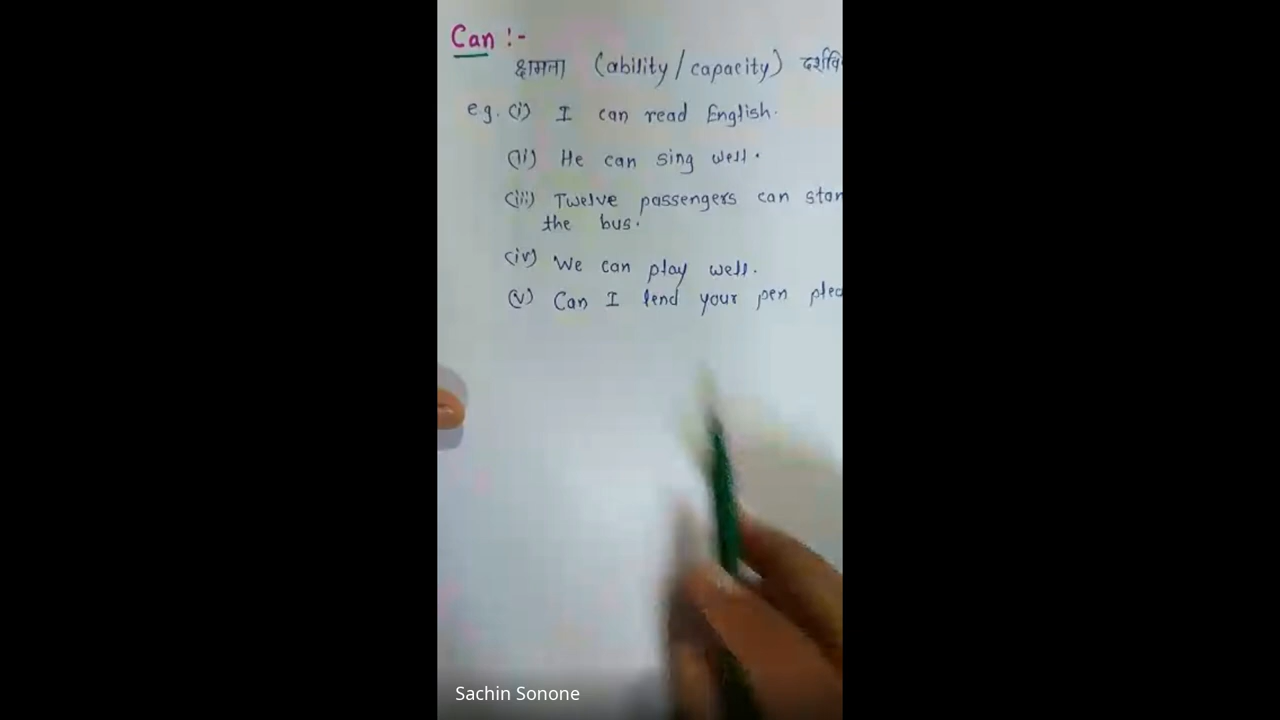 Can :-
क्षामता (ability/capacity)
e.g. (i) I can read English.
(ii) He can sing well.
(iii) Twelve passengers can
the bus.
(iv) We can play well.
(v) Can I lend your pen
Sachin Sonone